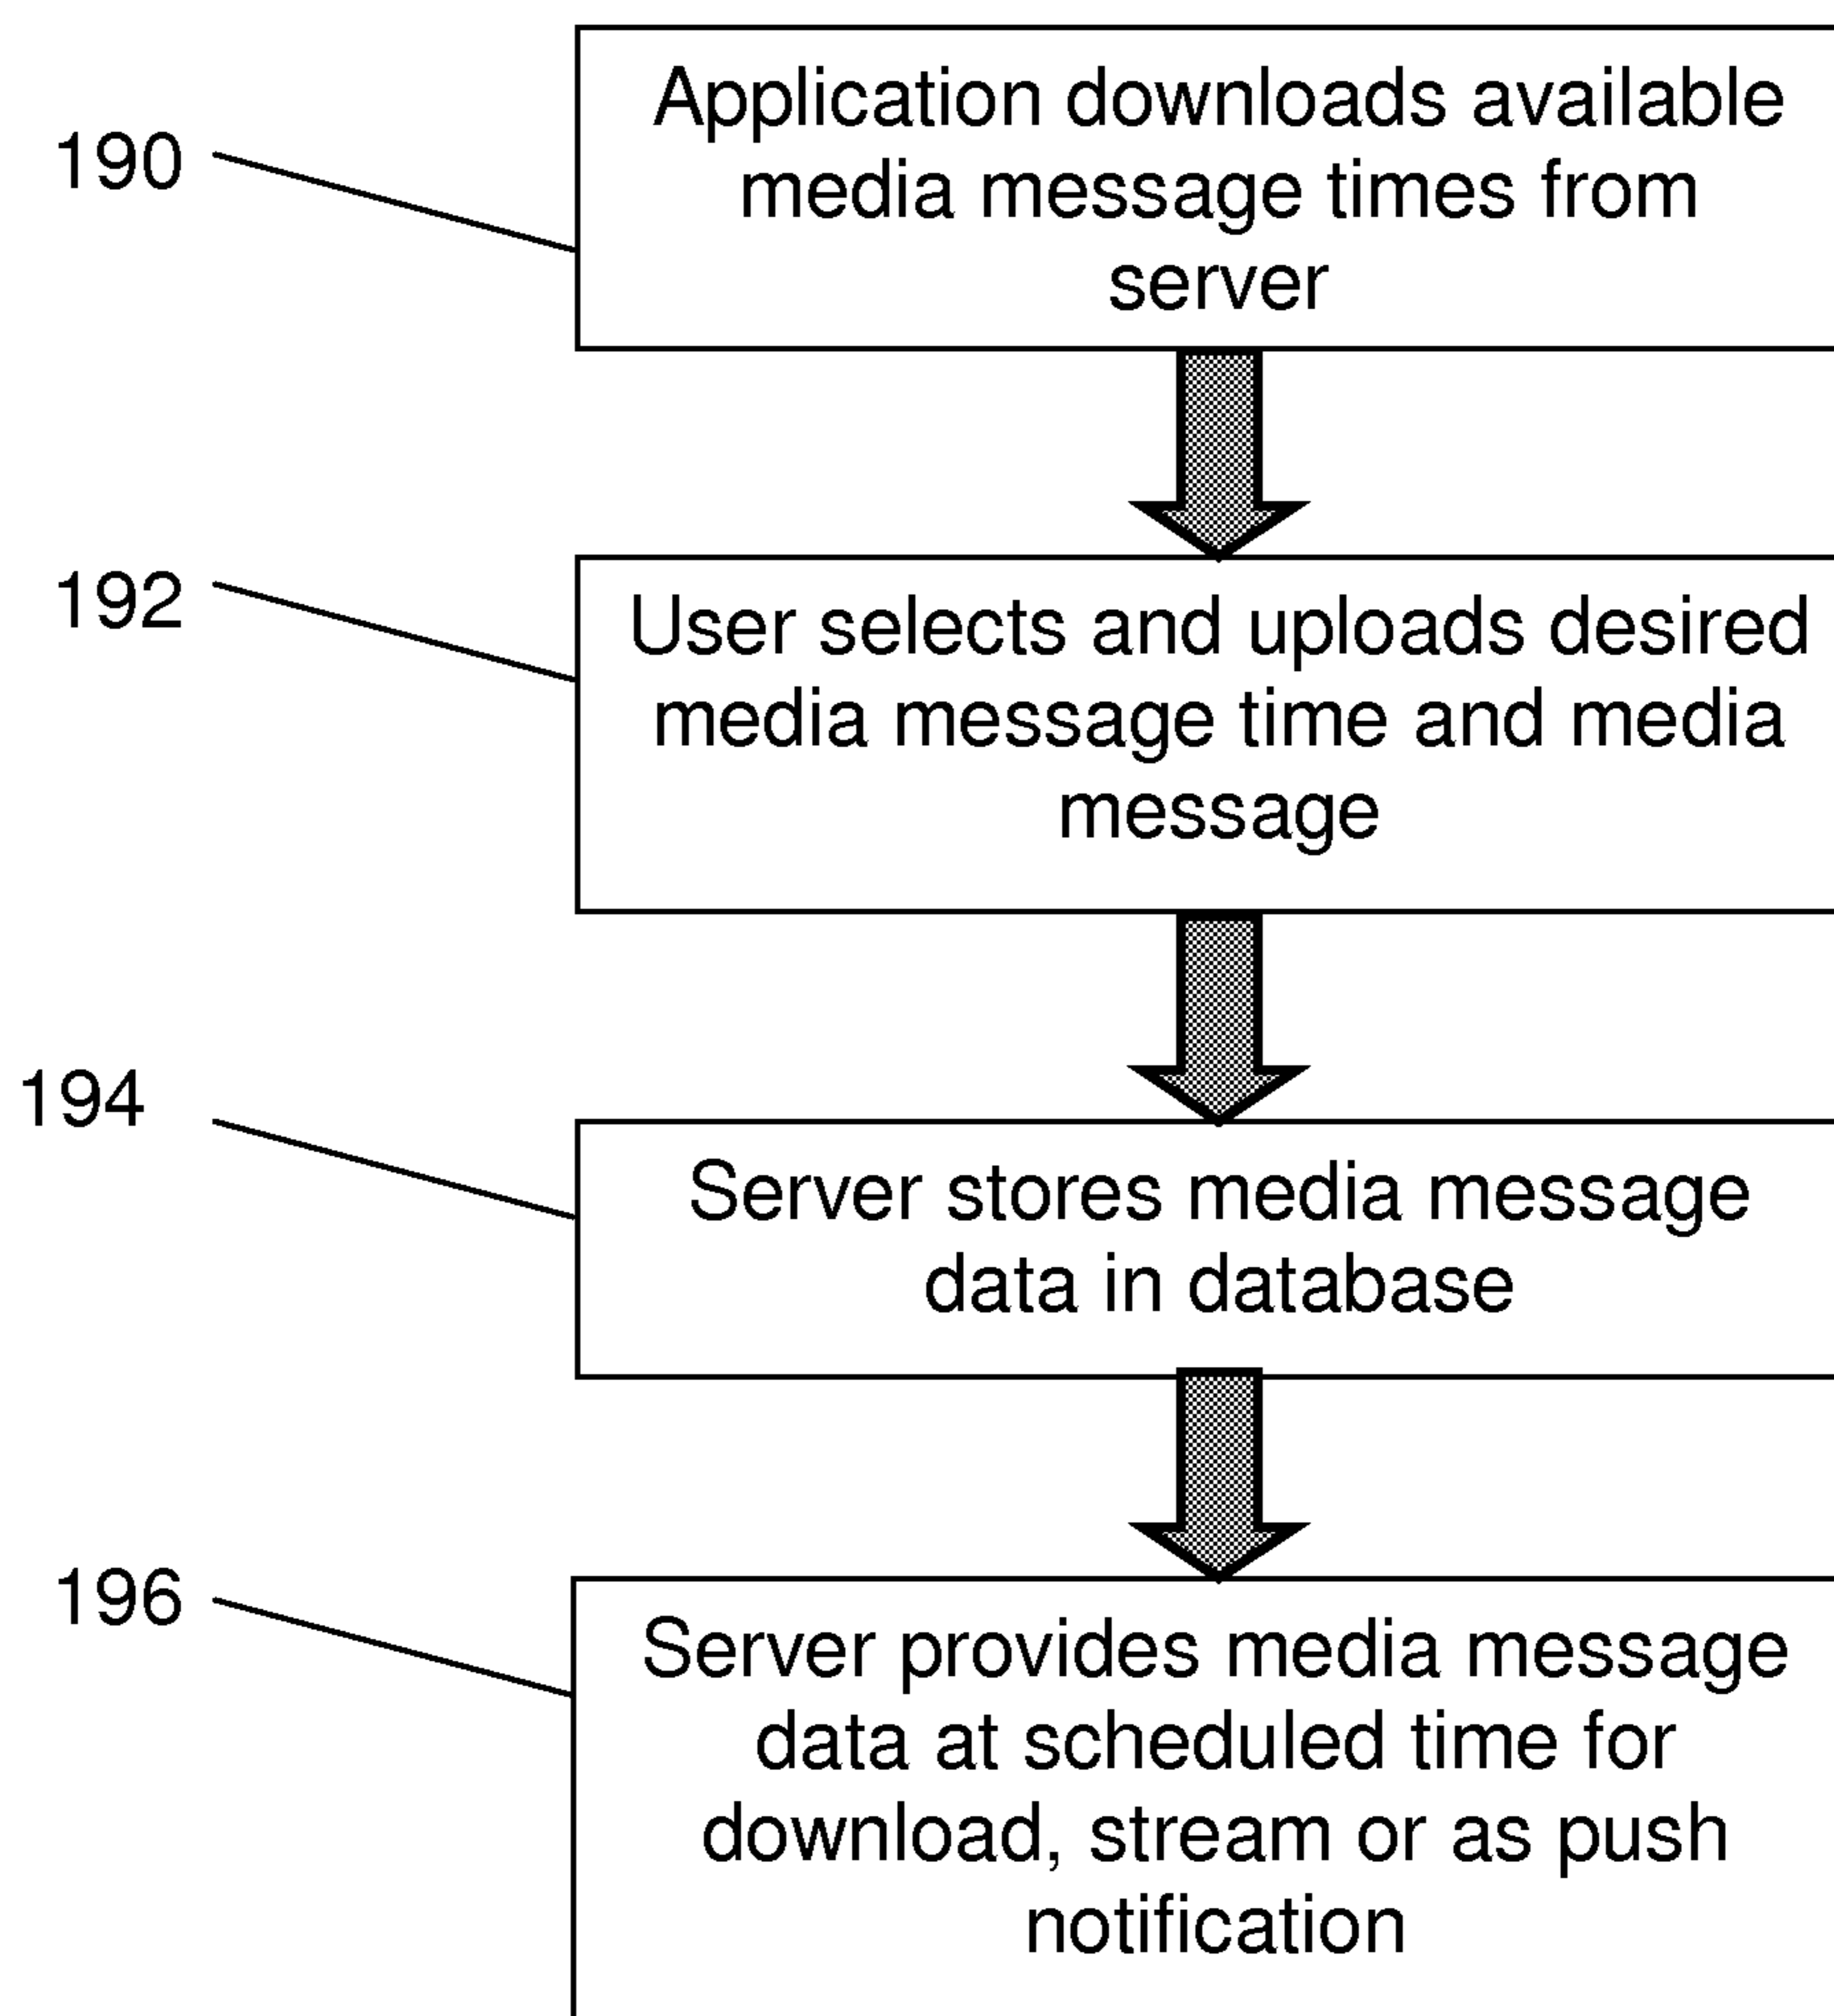 190
Application downloads available
media message times from
server
192
User selects and uploads desired
media message time and media
message
194
Server stores media message
data in database
196
Server provides media message
data at scheduled time for
download, stream or as push
notification